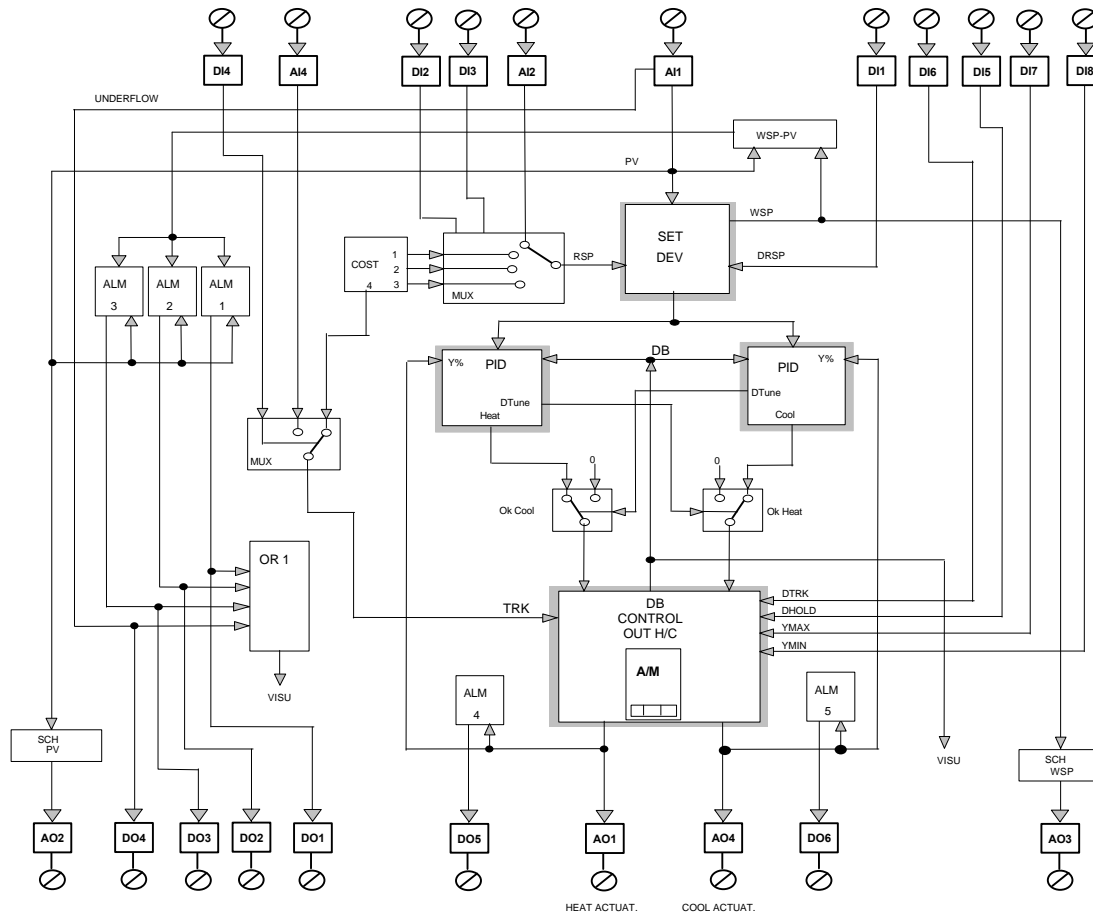 DI4
AI4
DI2
DI3
AI2
AI1
DI1
DI6
DI5
DI7
DI8
UNDERFLOW
WSP-PV
PV
WSP
SET
DEV
DRSP
RSP
COST
1
2
3
4
MUX
ALM
3
ALM
2
ALM
1
Y%
PID
DTune
Heat
DB
PID
Y%
DTune
Cool
MUX
0
0
Ok Cool
Ok Heat
OR 1
VISU
TRK
DB
CONTROL
OUT H/C
A/M
DTRK
DHOLD
YMAX
YMIN
ALM
4
ALM
5
SCH
PV
VISU
SCH
WSP
AO2
DO4
DO3
DO2
DO1
DO5
AO1
AO4
DO6
AO3
HEAT ACTUAT.
COOL ACTUAT.